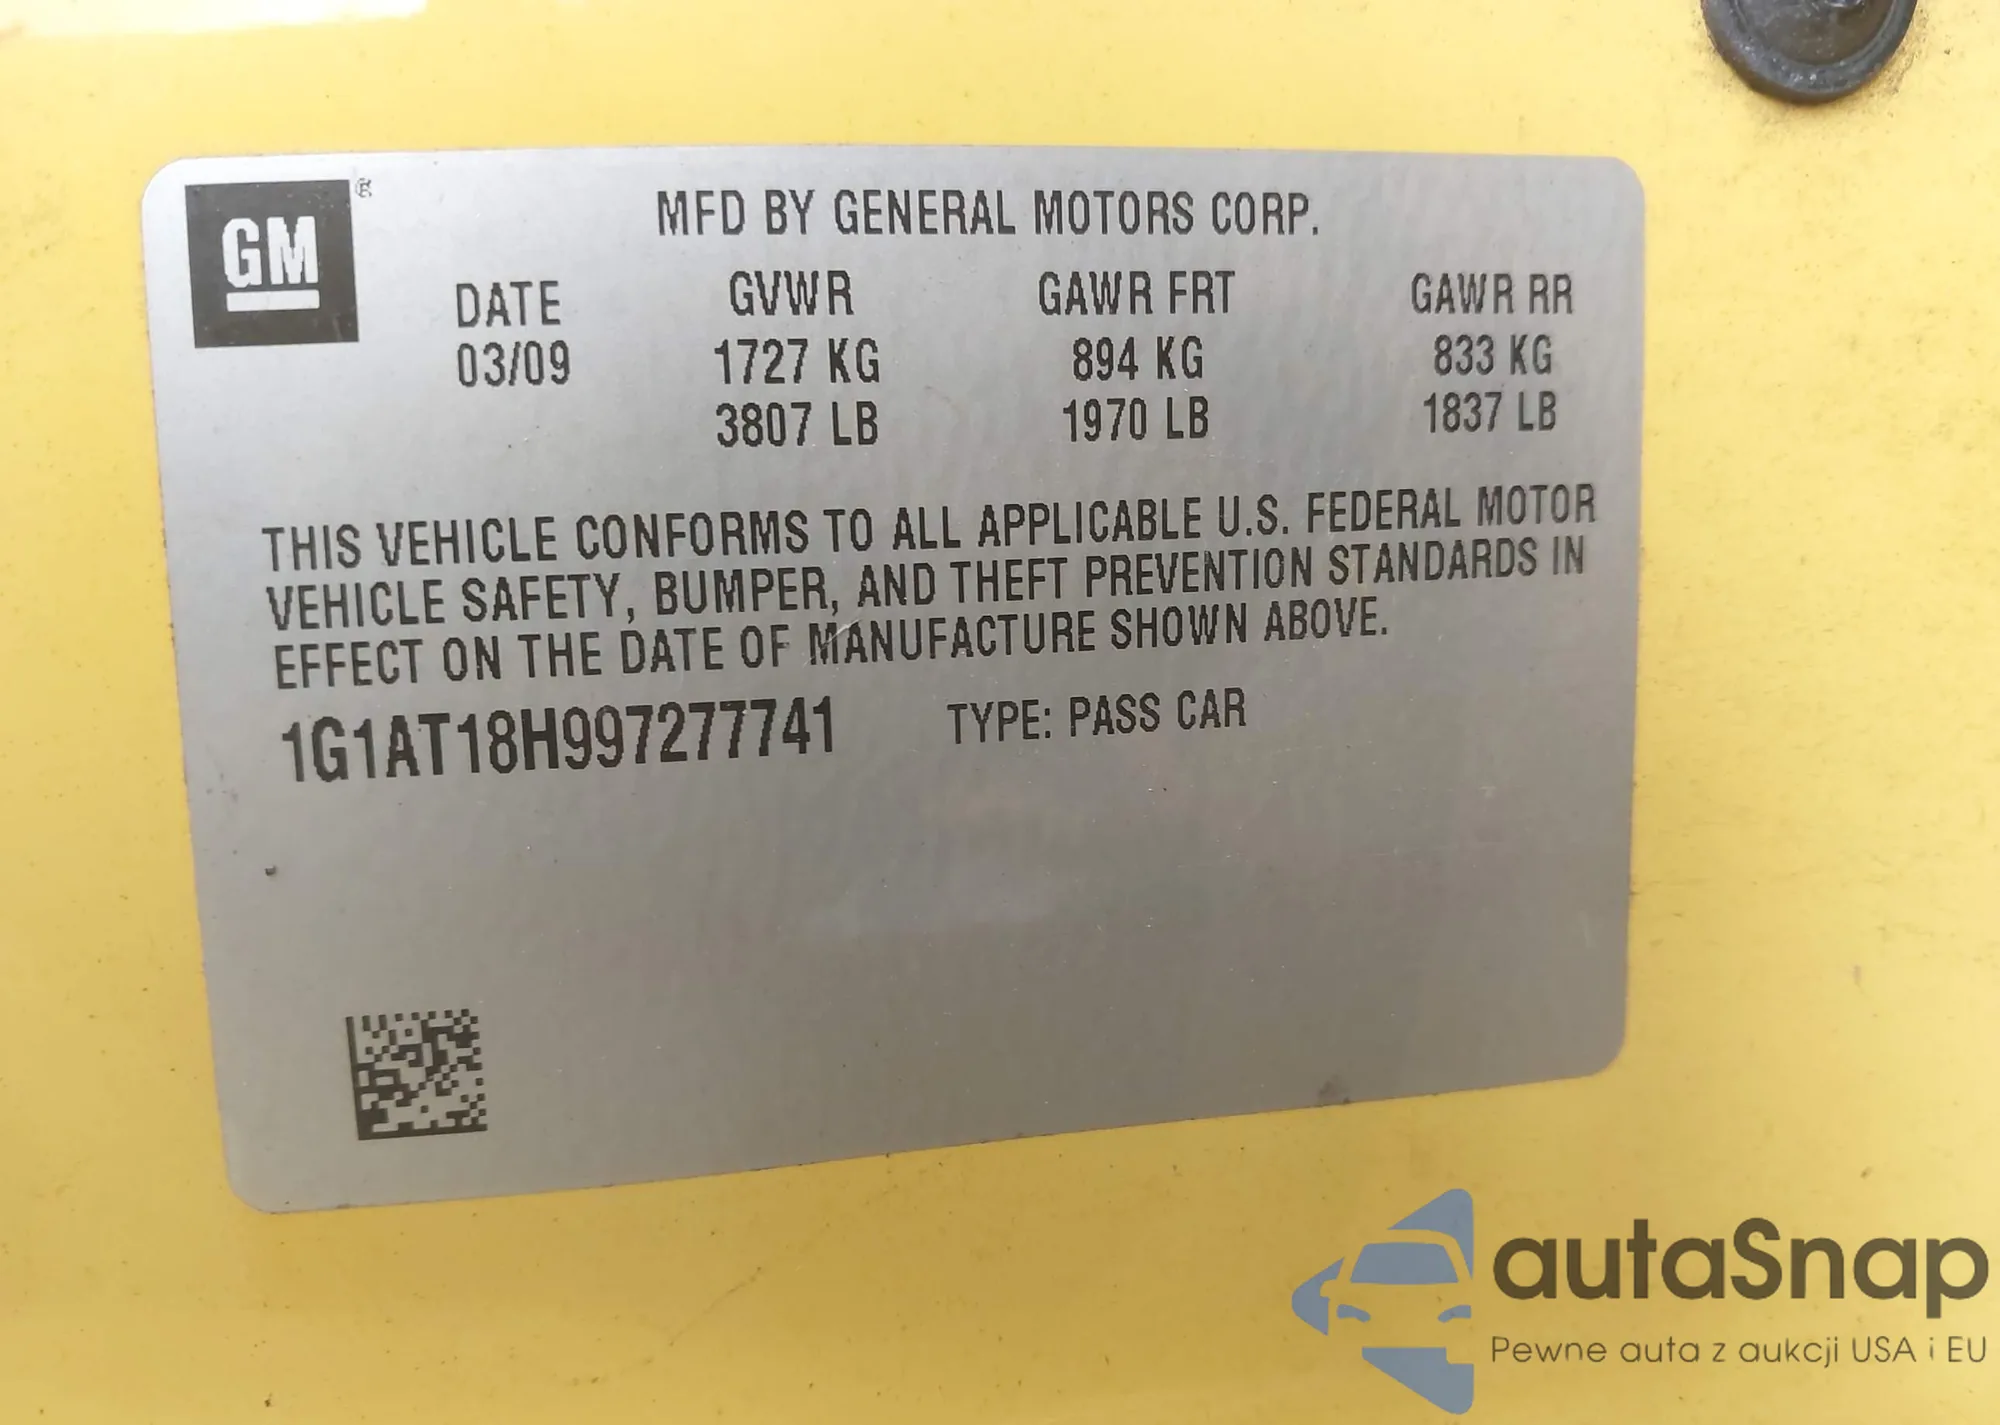 GM ®
MFD BY GENERAL MOTORS CORP.
DATE GVWR GAWR FRT GAWR RR
03/09 1727 KG 894 KG 833 KG
3807 LB 1970 LB 1837 LB
THIS VEHICLE CONFORMS TO ALL APPLICABLE U.S. FEDERAL MOTOR
VEHICLE SAFETY, BUMPER, AND THEFT PREVENTION STANDARDS IN
EFFECT ON THE DATE OF MANUFACTURE SHOWN ABOVE.
1G1AT18H997277741 TYPE: PASS CAR
autaSnap
Pewne auta z aukcji USA i EU